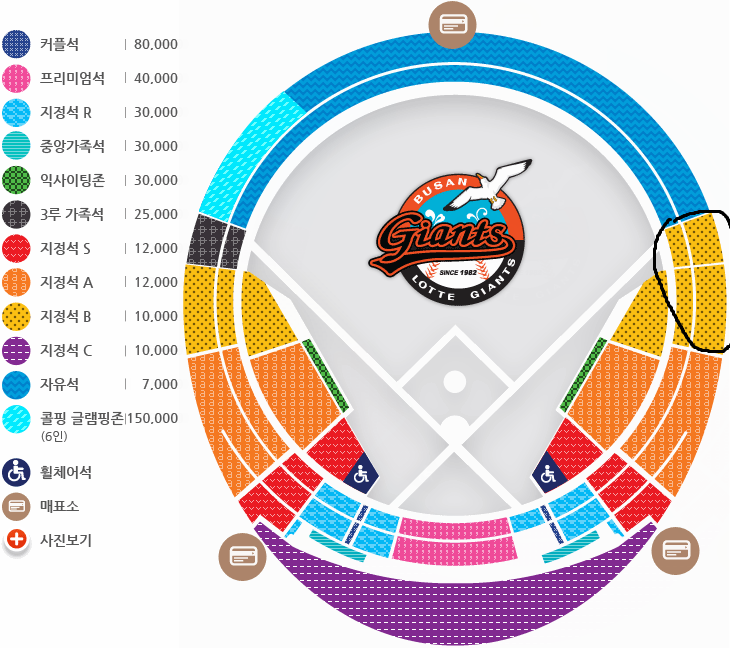 커플석 | 80,000
프리미엄석 | 40,000
지정석 R | 30,000
중앙가족석 | 30,000
익사이팅존 | 30,000
3루 가족석 | 25,000
지정석 S | 12,000
지정석 A | 12,000
지정석 B | 10,000
지정석 C | 10,000
자유석 | 7,000
콜핑 글램핑존 | 150,000
(6인)
휠체어석
매표소
사진보기
BUSAN
Giants
SINCE 1982
LOTTE GIANTS